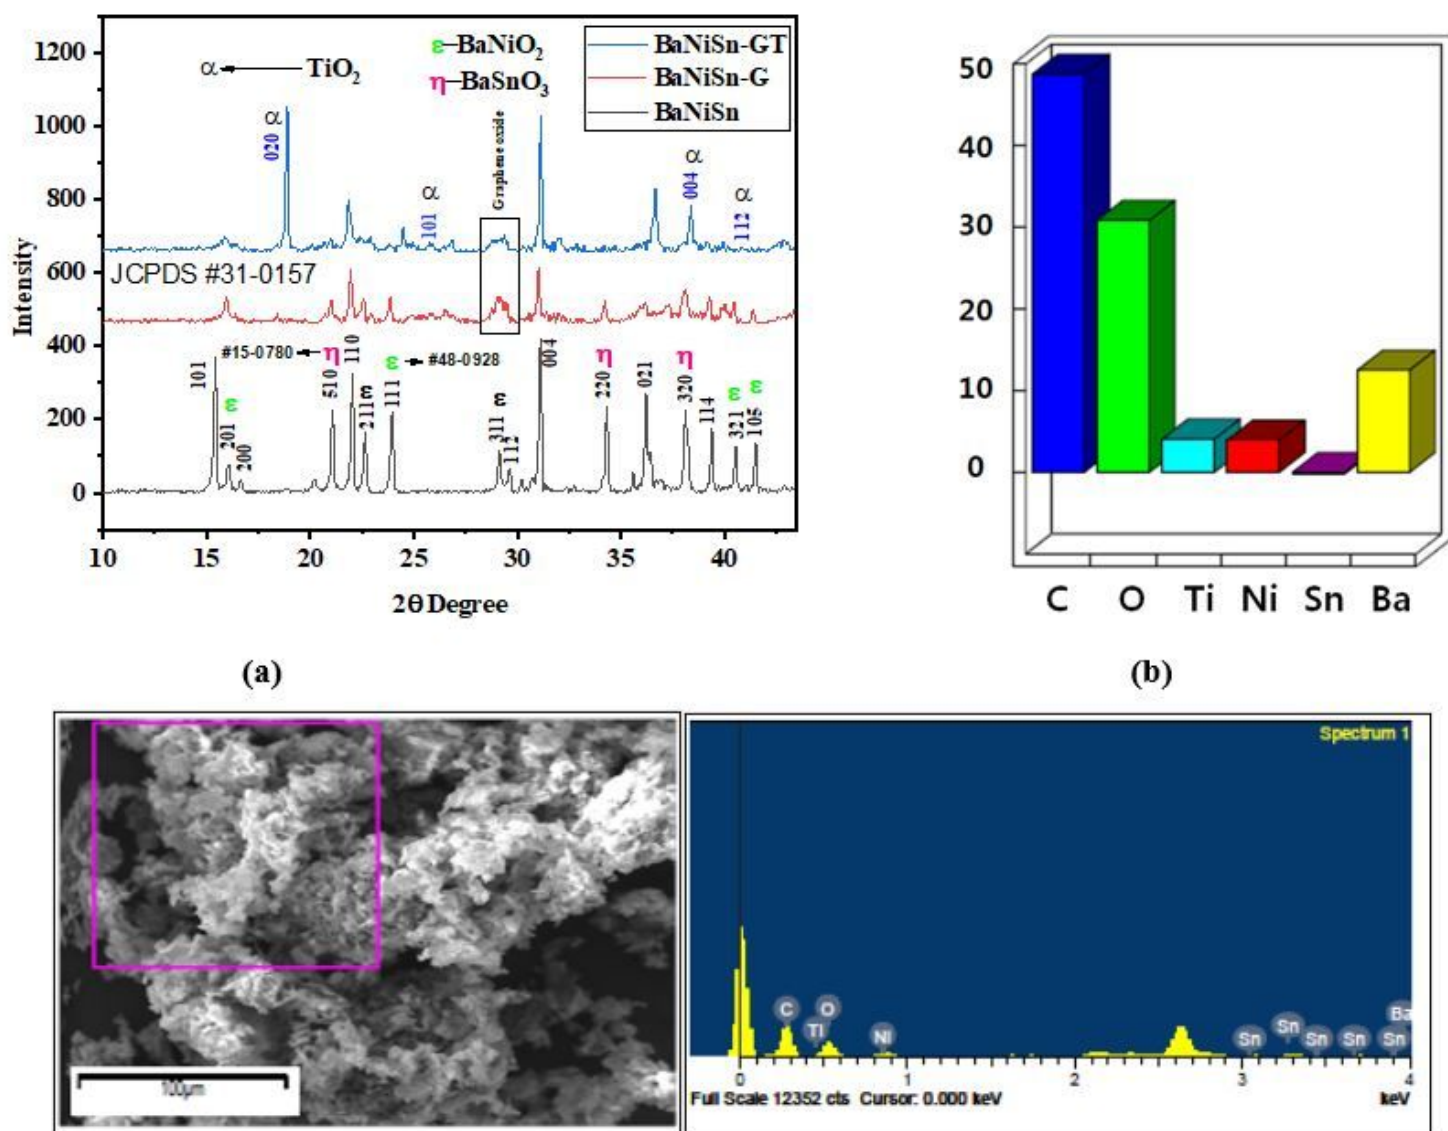 1200
1000
800
600
400
200
0
Intensity
α ← TiO₂
ε–BaNiO₂
η–BaSnO₃
BaNiSn-GT
BaNiSn-G
BaNiSn
α
020
α
101
Graphene oxide
α
004
α
112
JCPDS #31-0157
#15-0780
η
ε
#48-0928
101
ε
201
200
510
110
211 ε
111
311 ε
112
004
η
220
021
η
320
114
ε
321
ε
105
10 15 20 25 30 35 40
2θ Degree
(a)
50
40
30
20
10
0
C O Ti Ni Sn Ba
(b)
100µm
Spectrum 1
C
Ti
O
Ni
Sn
Sn
Sn
Sn
Sn
Ba
0 1 2 3 4
Full Scale 12352 cts Cursor: 0.000 keV
keV